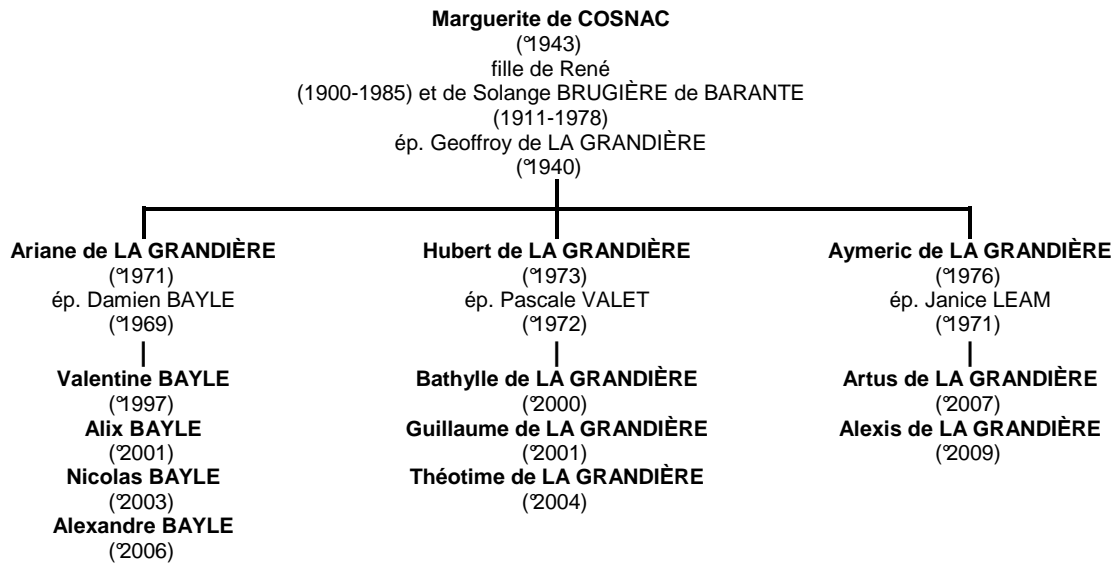 Marguerite de COSNAC
(°1943)
fille de René
(1900-1985) et de Solange BRUGIÈRE de BARANTE
(1911-1978)
ép. Geoffroy de LA GRANDIÈRE
(°1940)
Ariane de LA GRANDIÈRE
(°1971)
ép. Damien BAYLE
(°1969)
Valentine BAYLE
(°1997)
Alix BAYLE
(°2001)
Nicolas BAYLE
(°2003)
Alexandre BAYLE
(°2006)
Hubert de LA GRANDIÈRE
(°1973)
ép. Pascale VALET
(°1972)
Bathylle de LA GRANDIÈRE
(°2000)
Guillaume de LA GRANDIÈRE
(°2001)
Théotime de LA GRANDIÈRE
(°2004)
Aymeric de LA GRANDIÈRE
(°1976)
ép. Janice LEAM
(°1971)
Artus de LA GRANDIÈRE
(°2007)
Alexis de LA GRANDIÈRE
(°2009)